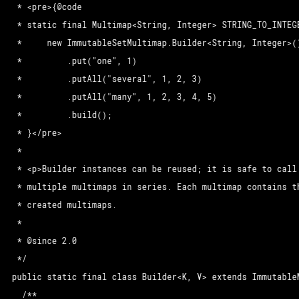 * <pre>{@code
* static final Multimap<String, Integer> STRING_TO_INTEGE
* new ImmutableSetMultimap.Builder<String, Integer>()
* .put("one", 1)
* .putAll("several", 1, 2, 3)
* .putAll("many", 1, 2, 3, 4, 5)
* .build();
* }</pre>
*
* <p>Builder instances can be reused; it is safe to call
* multiple multimaps in series. Each multimap contains th
* created multimaps.
*
* @since 2.0
*/
public static final class Builder<K, V> extends ImmutableM
/**